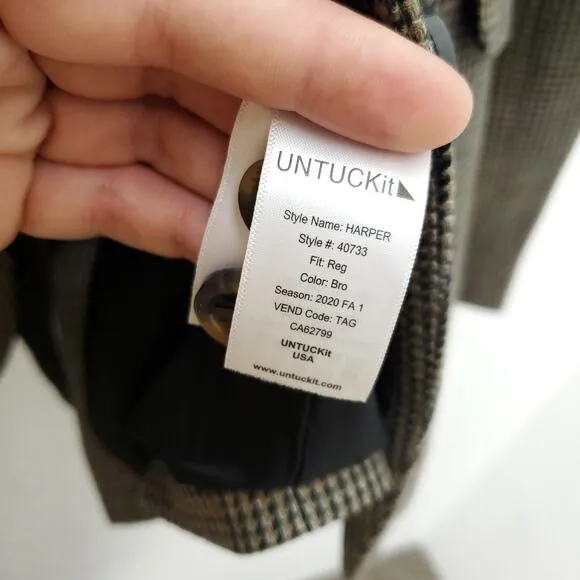 UNTUCKit
Style Name: HARPER
Style #: 40733
Fit: Reg
Color: Bro
Season: 2020 FA 1
VEND Code: TAG
CA62799
UNTUCKit
USA
www.untuckit.com